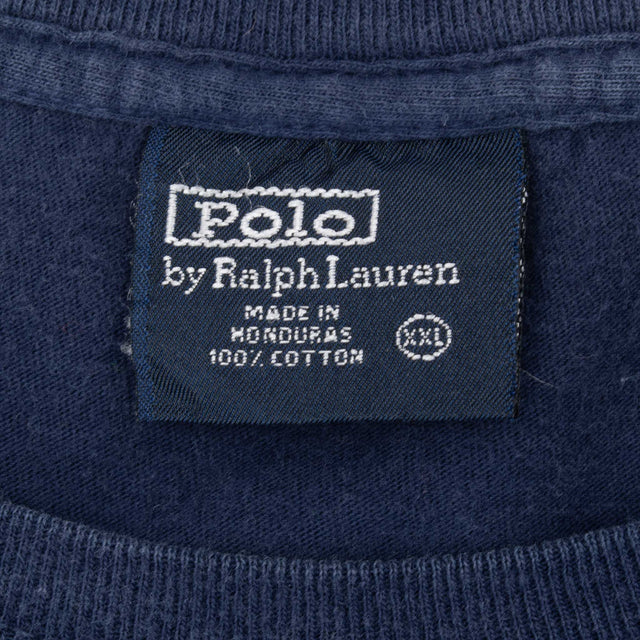 Polo
by Ralph Lauren
MADE IN
HONDURAS
100% COTTON
XXL